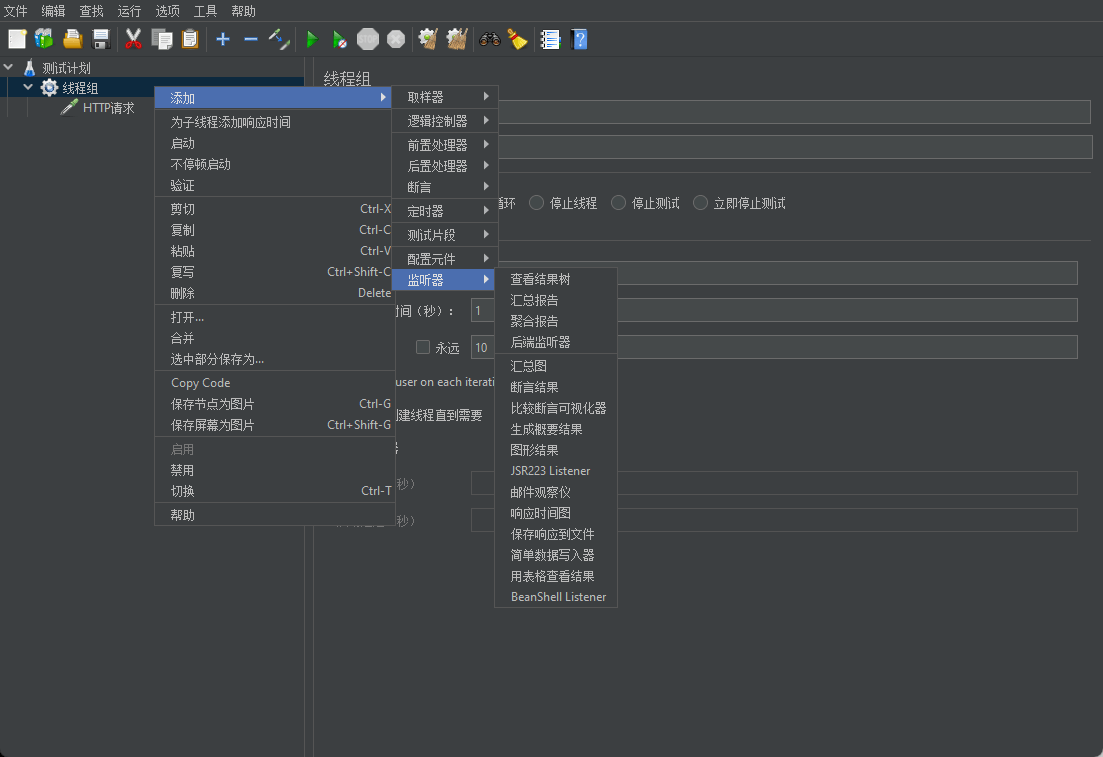 文件 编辑 查找 运行 选项 工具 帮助
测试计划
线程组
HTTP请求
线程组
添加
为子线程添加响应时间
启动
不停顿启动
验证
剪切 Ctrl-X
复制 Ctrl-C
粘贴 Ctrl-V
复写 Ctrl+Shift-C
删除 Delete
打开...
合并
选中部分保存为...
Copy Code
保存节点为图片 Ctrl-G
保存屏幕为图片 Ctrl+Shift-G
启用
禁用
切换 Ctrl-T
帮助
取样器
逻辑控制器
前置处理器
后置处理器
断言
定时器
测试片段
配置元件
监听器
查看结果树
汇总报告
聚合报告
后端监听器
汇总图
断言结果
比较断言可视化器
生成概要结果
图形结果
JSR223 Listener
邮件观察仪
响应时间图
保存响应到文件
简单数据写入器
用表格查看结果
BeanShell Listener
循环 停止线程 停止测试 立即停止测试
时间（秒）： 1
永远 10
user on each iterati
建线程直到需要
秒）
秒）